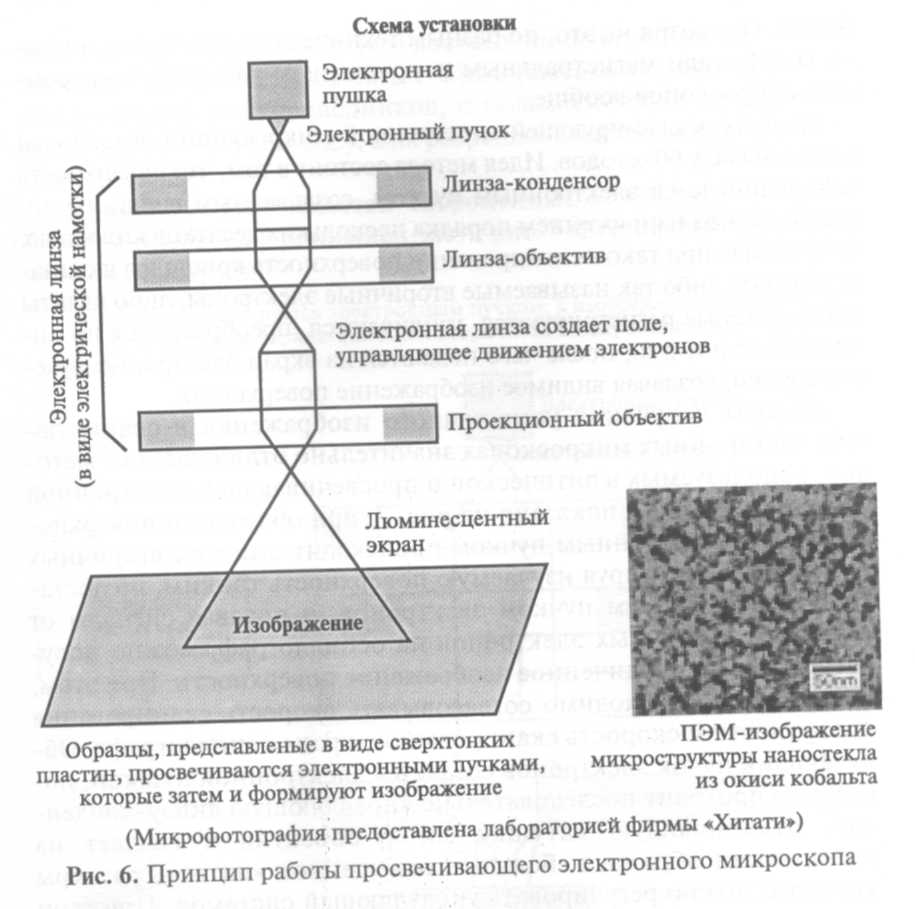 Схема установки
Электронная
пушка
Электронный пучок
Линза-конденсор
Линза-объектив
Электронная линза
(в виде электрической намотки)
Электронная линза создает поле,
управляющее движением электронов
Проекционный объектив
Люминесцентный
экран
Изображение
50nm
Образцы, представленые в виде сверхтонких
пластин, просвечиваются электронными пучками,
которые затем и формируют изображение
ПЭМ-изображение
микроструктуры наностекла
из окиси кобальта
(Микрофотография предоставлена лабораторией фирмы «Хитати»)
Рис. 6. Принцип работы просвечивающего электронного микроскопа